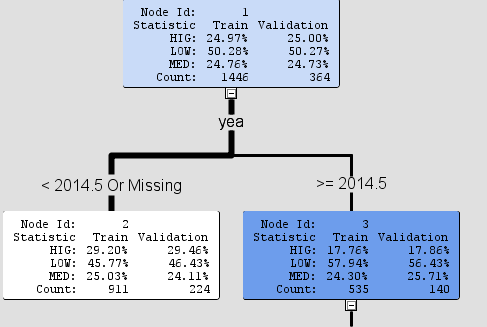 Node Id: 1
Statistic Train Validation
HIG: 24.97% 25.00%
LOW: 50.28% 50.27%
MED: 24.76% 24.73%
Count: 1446 364
yea
< 2014.5 Or Missing
>= 2014.5
Node Id: 2
Statistic Train Validation
HIG: 29.20% 29.46%
LOW: 45.77% 46.43%
MED: 25.03% 24.11%
Count: 911 224
Node Id: 3
Statistic Train Validation
HIG: 17.76% 17.86%
LOW: 57.94% 56.43%
MED: 24.30% 25.71%
Count: 535 140